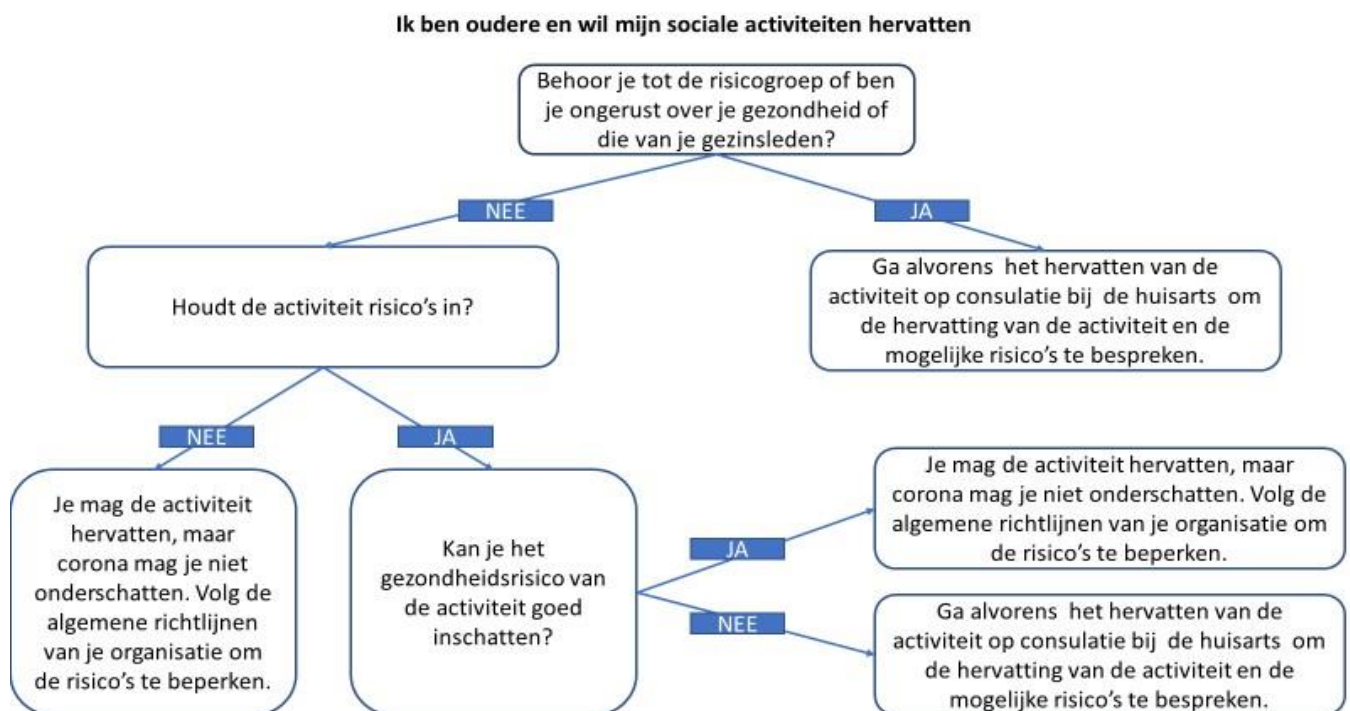 Ik ben oudere en wil mijn sociale activiteiten hervatten
Behoor je tot de risicogroep of ben
je ongerust over je gezondheid of
die van je gezinsleden?
NEE
JA
Houdt de activiteit risico's in?
Ga alvorens het hervatten van de
activiteit op consulatie bij de huisarts om
de hervatting van de activiteit en de
mogelijke risico's te bespreken.
NEE
JA
Je mag de activiteit
hervatten, maar
corona mag je niet
onderschatten. Volg de
algemene richtlijnen
van je organisatie om
de risico's te beperken.
Kan je het
gezondheidsrisico van
de activiteit goed
inschatten?
JA
NEE
Je mag de activiteit hervatten, maar
corona mag je niet onderschatten. Volg de
algemene richtlijnen van je organisatie om
de risico's te beperken.
Ga alvorens het hervatten van de
activiteit op consulatie bij de huisarts om
de hervatting van de activiteit en de
mogelijke risico's te bespreken.